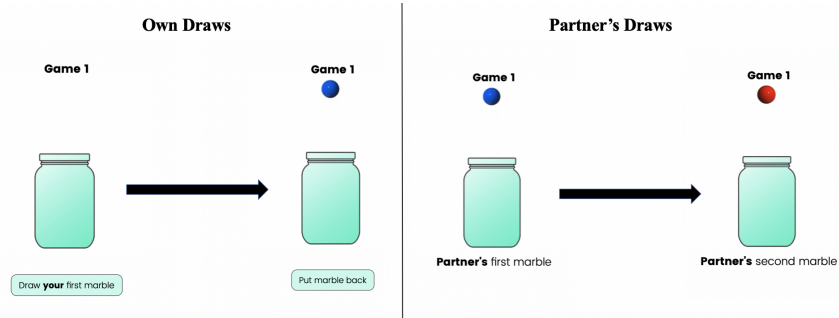 Own Draws
Game 1
Game 1
Draw your first marble
Put marble back
Partner's Draws
Game 1
Game 1
Partner's first marble
Partner's second marble